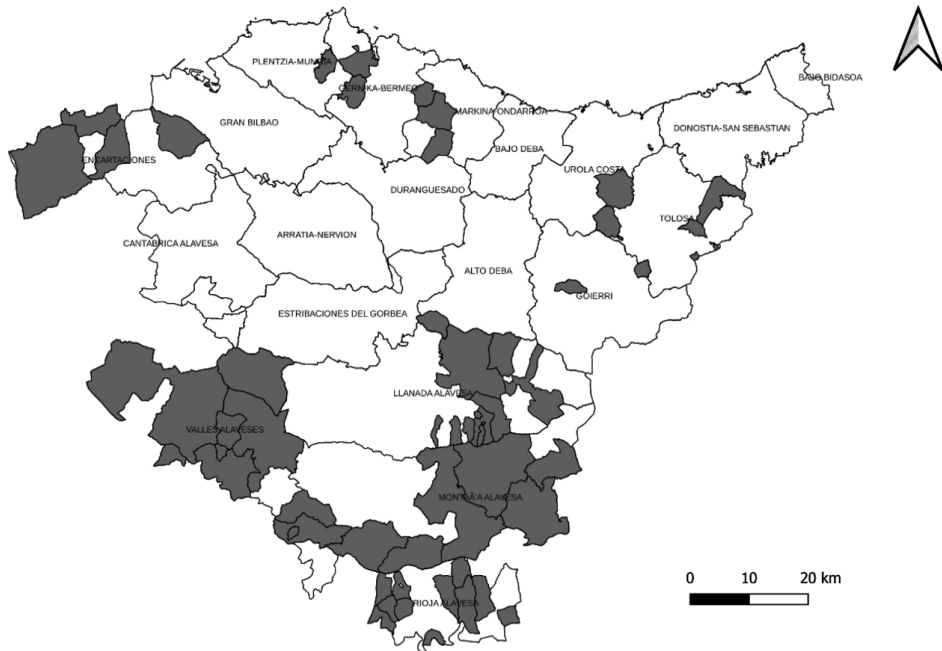 BAJO BIDASOA
PLENTZIA-MUNGIA
GERNIKA-BERMEO
MARKINA-ONDARROA
GRAN BILBAO
DONOSTIA-SAN SEBASTIAN
BAJO DEBA
ENCARTACIONES
UROLA COSTA
DURANGUESADO
TOLOSA
ARRATIA-NERVION
CANTABRICA ALAVESA
ALTO DEBA
GOIERRI
ESTRIBACIONES DEL GORBEA
LLANADA ALAVESA
VALLES ALAVESES
MONTAÂ'A ALAVESA
0 10 20 km
RIOJA ALAVESA